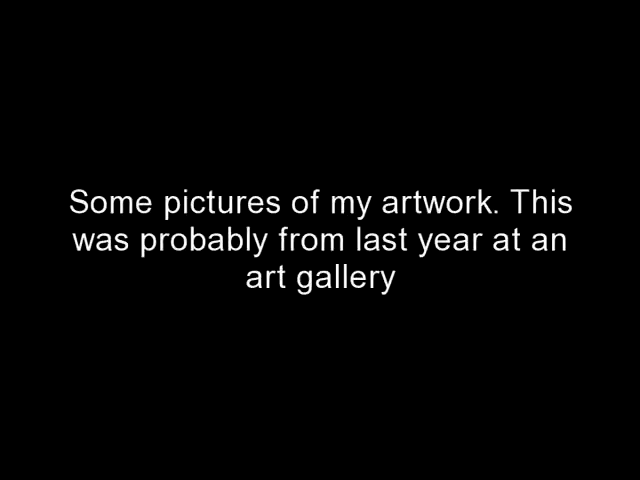 Some pictures of my artwork. This
was probably from last year at an
art gallery